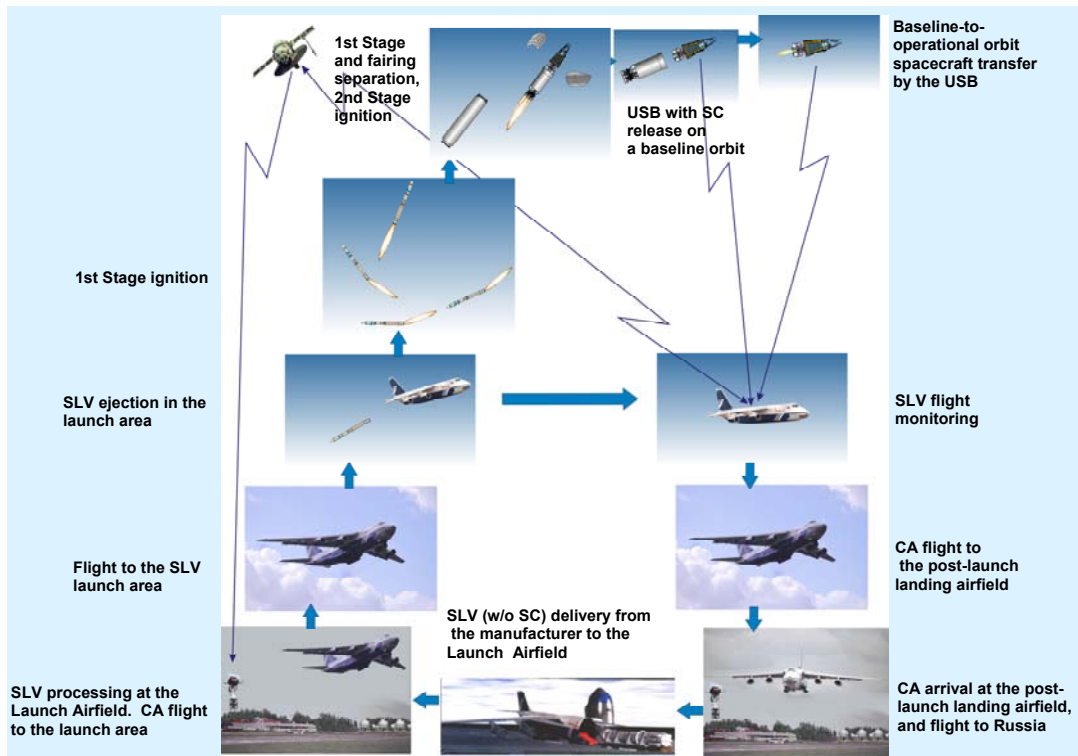 1st Stage
and fairing
separation,
2nd Stage
ignition
Baseline-to-
operational orbit
spacecraft transfer
by the USB
USB with SC
release on
a baseline orbit
1st Stage ignition
SLV ejection in the
launch area
SLV flight
monitoring
Flight to the SLV
launch area
CA flight to
the post-launch
landing airfield
SLV (w/o SC) delivery from
the manufacturer to the
Launch Airfield
SLV processing at the
Launch Airfield. CA flight
to the launch area
CA arrival at the post-
launch landing airfield,
and flight to Russia